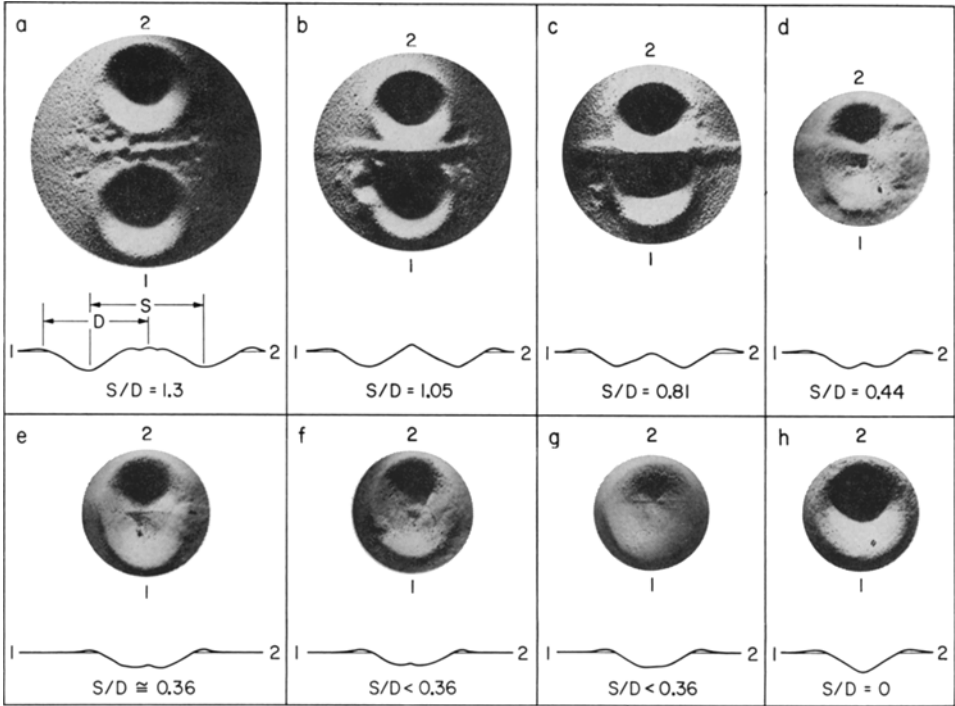 a
2
1
S
D
1 2
S/D = 1.3
b
2
1
1 2
S/D = 1.05
c
2
1
1 2
S/D = 0.81
d
2
1
1 2
S/D = 0.44
e
2
1
1 2
S/D ≅ 0.36
f
2
1
1 2
S/D < 0.36
g
2
1
1 2
S/D < 0.36
h
2
1
1 2
S/D = 0